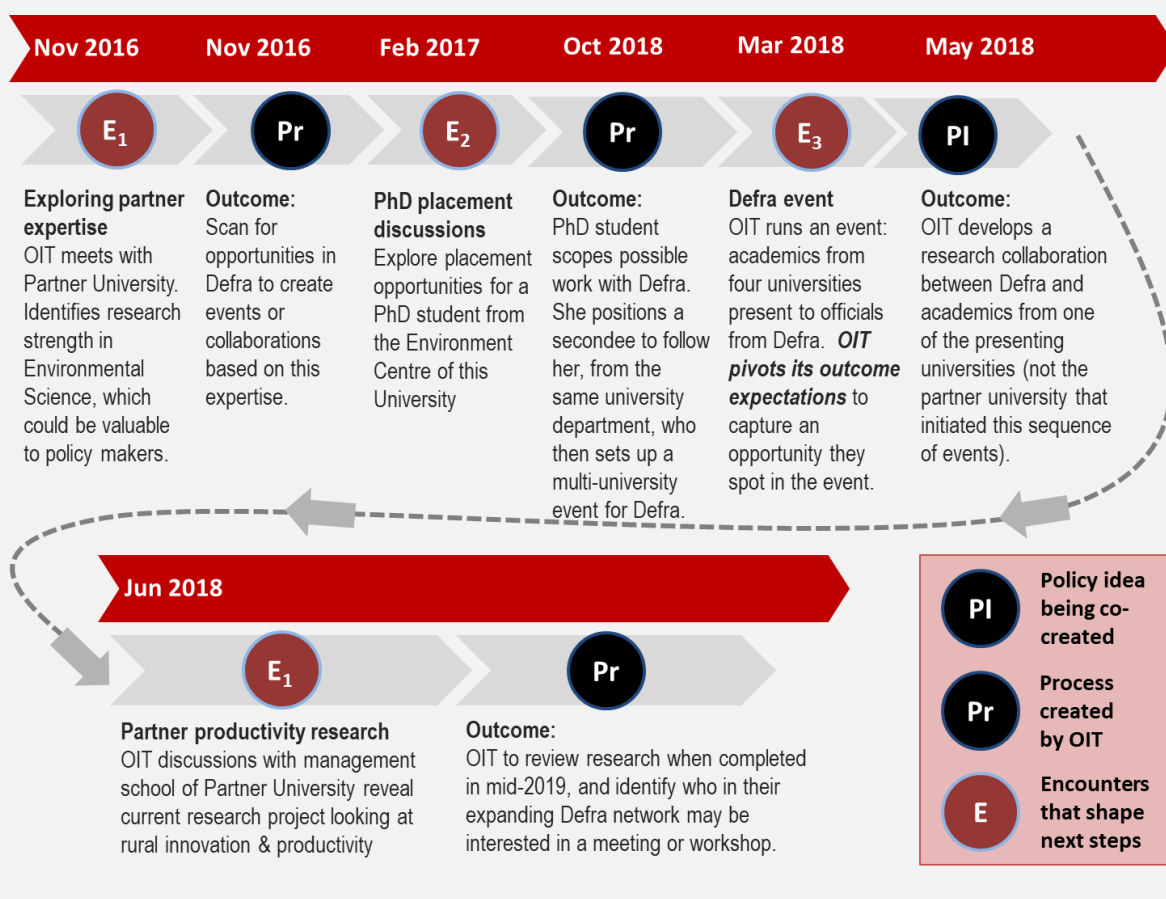 Nov 2016
Nov 2016
Feb 2017
Oct 2018
Mar 2018
May 2018
E₁
Pr
E₂
Pr
E₃
PI
Exploring partner
expertise
OIT meets with
Partner University.
Identifies research
strength in
Environmental
Science, which
could be valuable
to policy makers.
Outcome:
Scan for
opportunities in
Defra to create
events or
collaborations
based on this
expertise.
PhD placement
discussions
Explore placement
opportunities for a
PhD student from
the Environment
Centre of this
University
Outcome:
PhD student
scopes possible
work with Defra.
She positions a
secondee to follow
her, from the
same university
department, who
then sets up a
multi-university
event for Defra.
Defra event
OIT runs an event:
academics from
four universities
present to officials
from Defra. OIT
pivots its outcome
expectations to
capture an
opportunity they
spot in the event.
Outcome:
OIT develops a
research collaboration
between Defra and
academics from one
of the presenting
universities (not the
partner university that
initiated this sequence
of events).
Jun 2018
E₁
Pr
Partner productivity research
OIT discussions with management
school of Partner University reveal
current research project looking at
rural innovation & productivity
Outcome:
OIT to review research when completed
in mid-2019, and identify who in their
expanding Defra network may be
interested in a meeting or workshop.
PI
Policy idea
being co-
created
Pr
Process
created
by OIT
E
Encounters
that shape
next steps